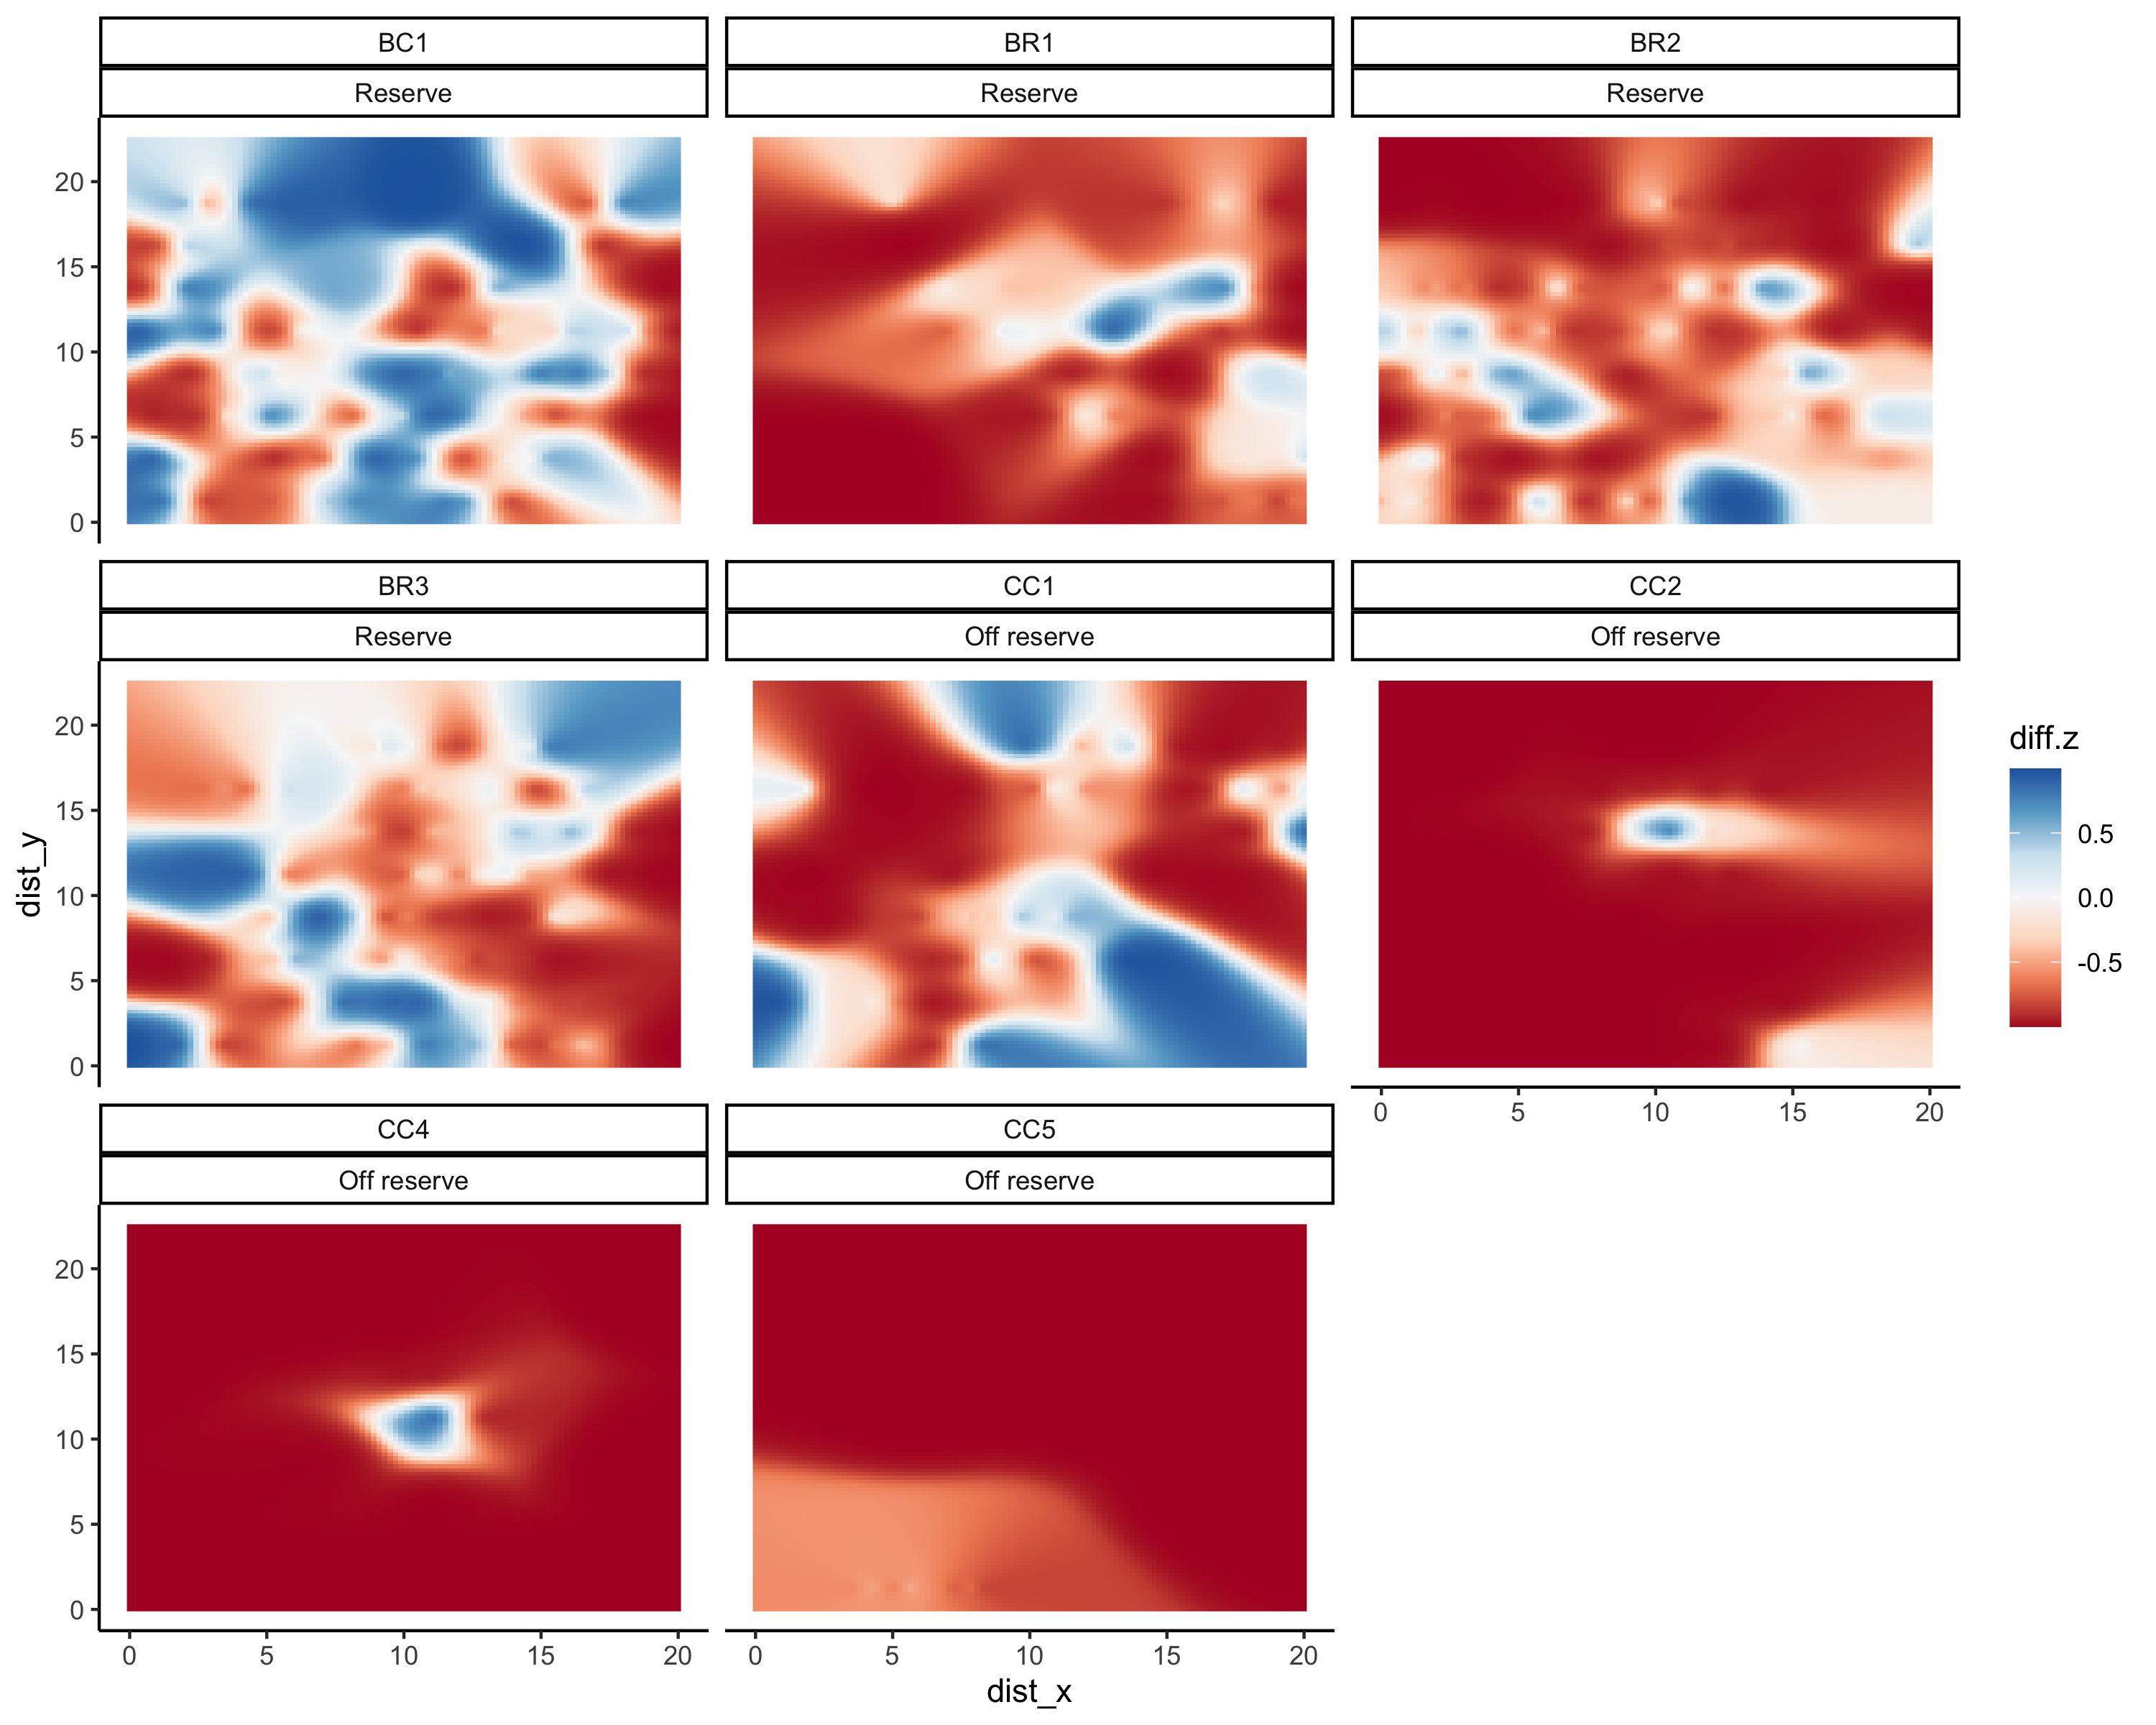 BC1 BR1 BR2
Reserve Reserve Reserve
20
15
10
5
0
BR3 CC1 CC2
Reserve Off reserve Off reserve
20
15
10
5
0
0 5 10 15 20
dist_y
diff.z
0.5
0.0
-0.5
CC4 CC5
Off reserve Off reserve
20
15
10
5
0
0 5 10 15 20 0 5 10 15 20
dist_x